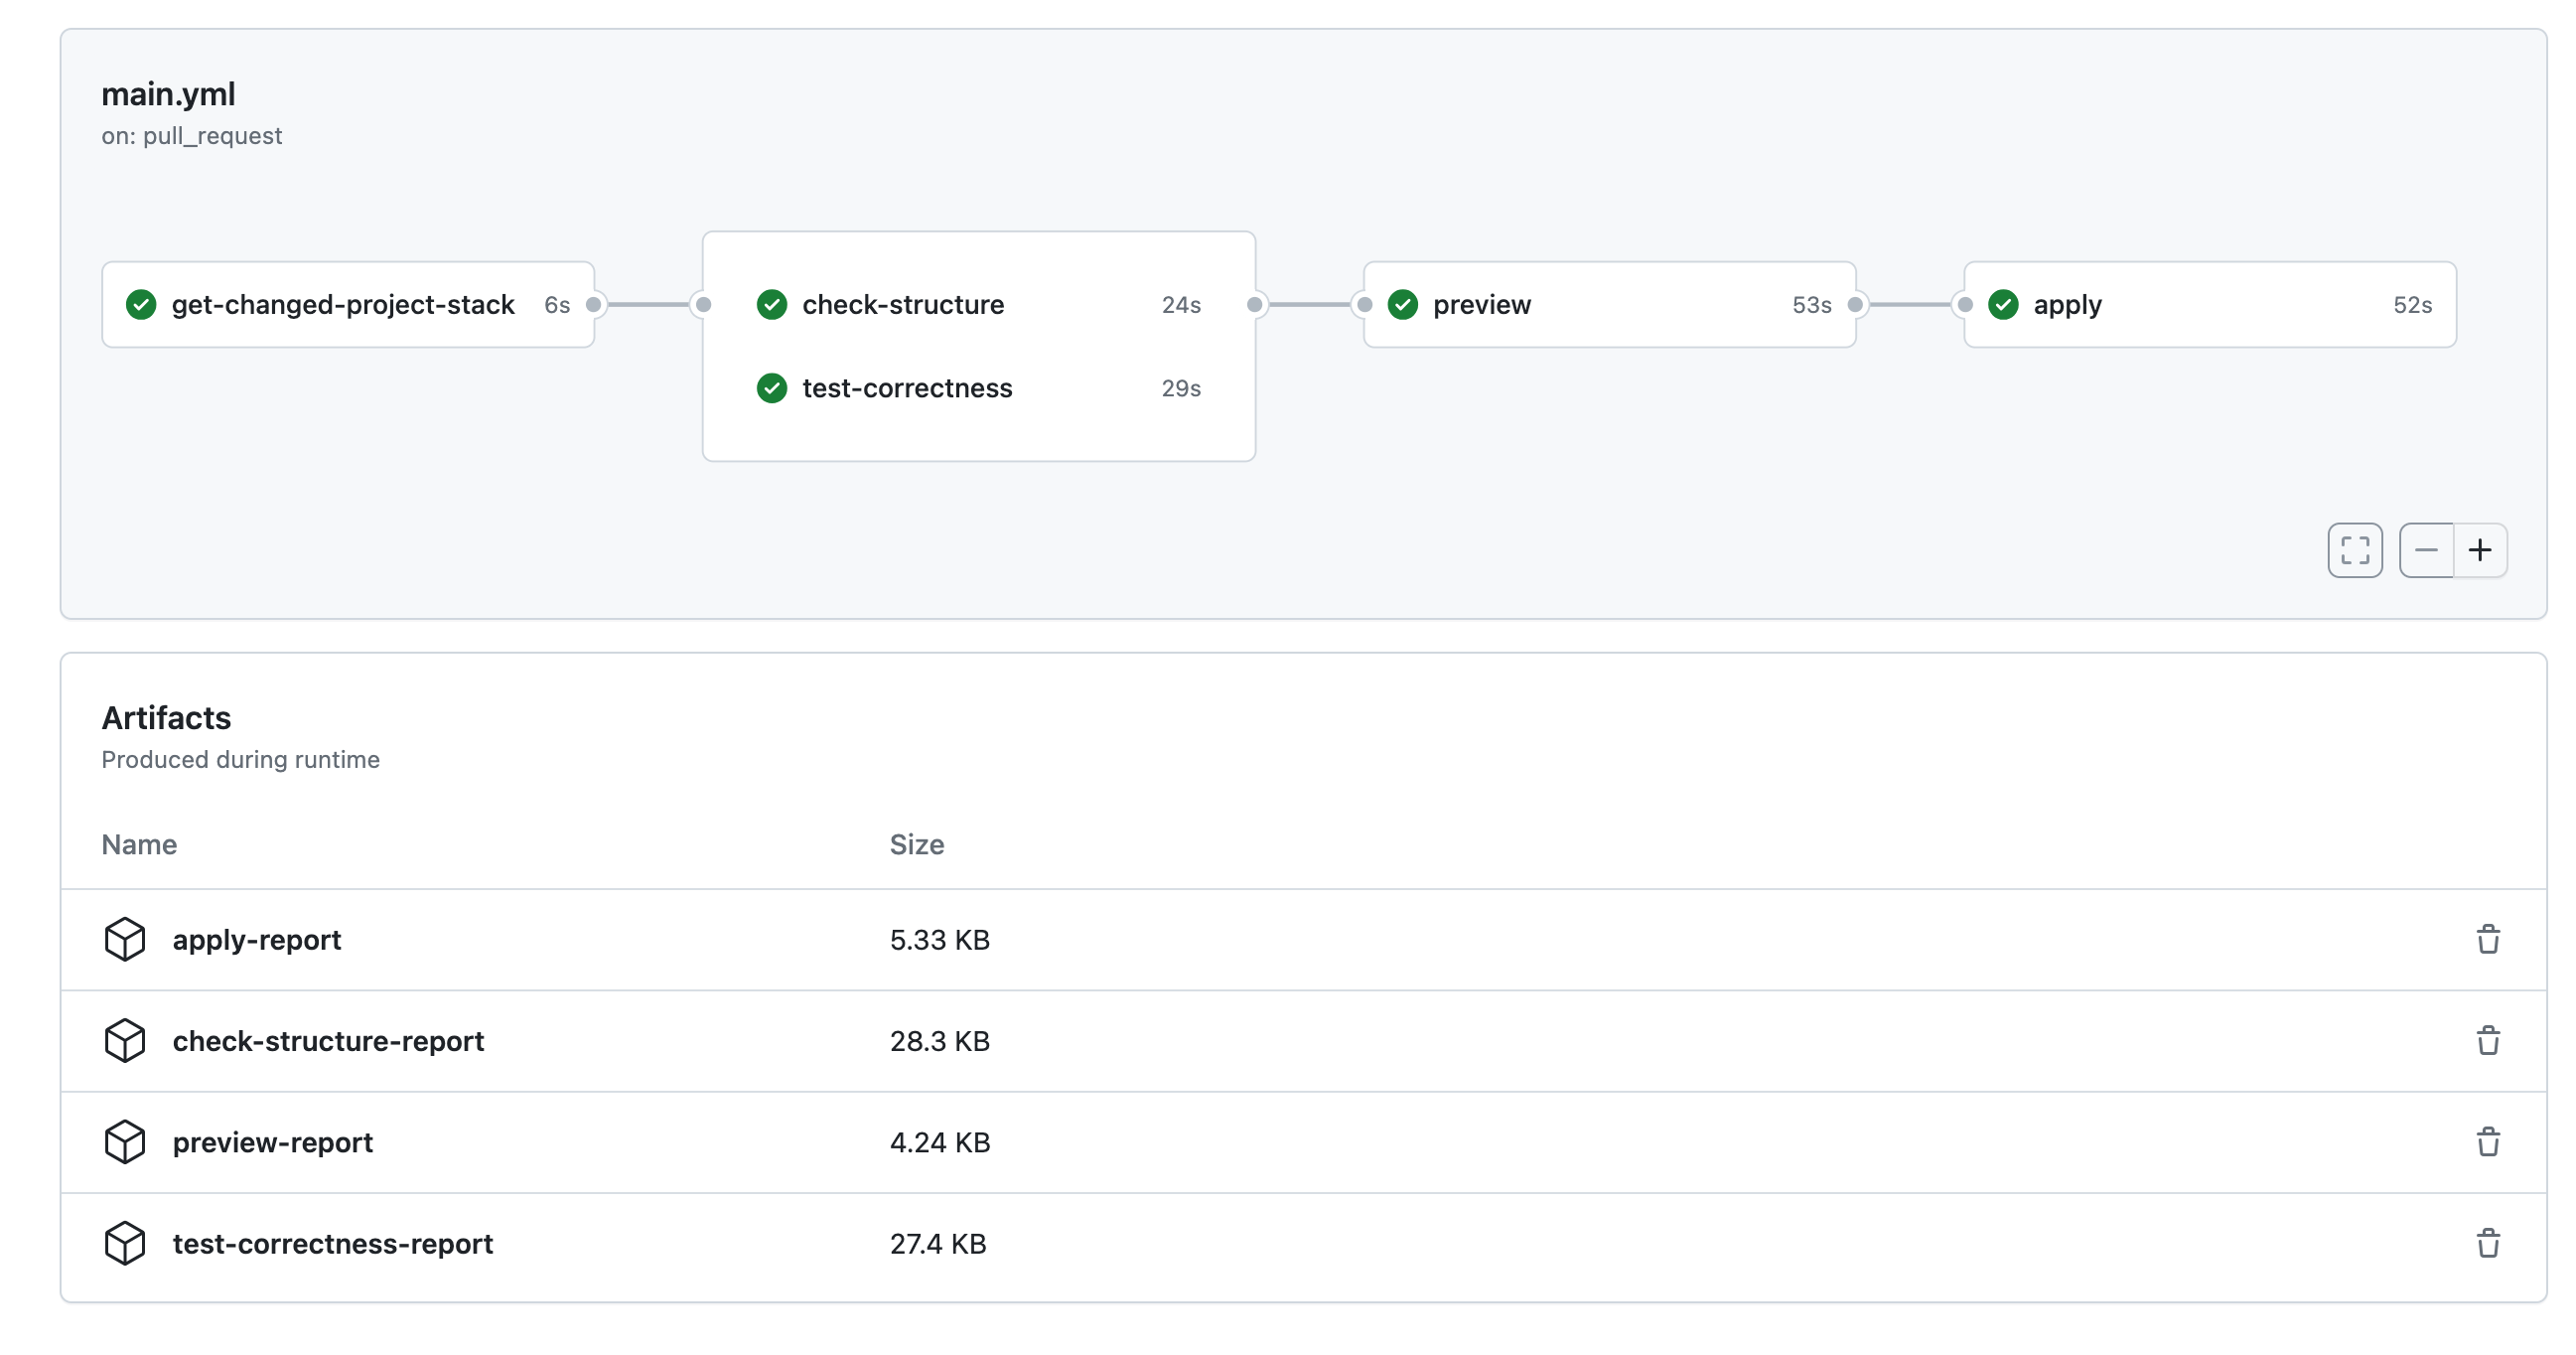 main.yml
on: pull_request
get-changed-project-stack 6s
check-structure 24s
test-correctness 29s
preview 53s
apply 52s
Artifacts
Produced during runtime
Name Size
apply-report 5.33 KB
check-structure-report 28.3 KB
preview-report 4.24 KB
test-correctness-report 27.4 KB